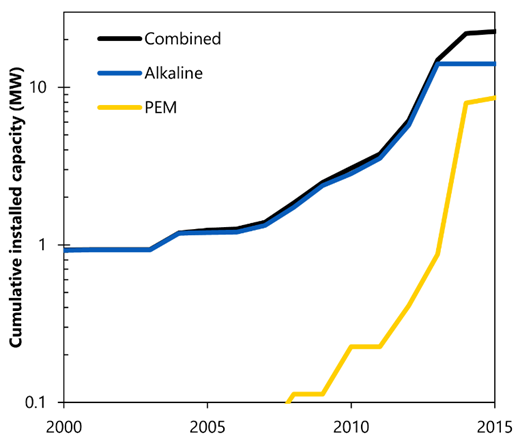 Combined
Alkaline
PEM
Cumulative installed capacity (MW)
10
1
0.1
2000 2005 2010 2015